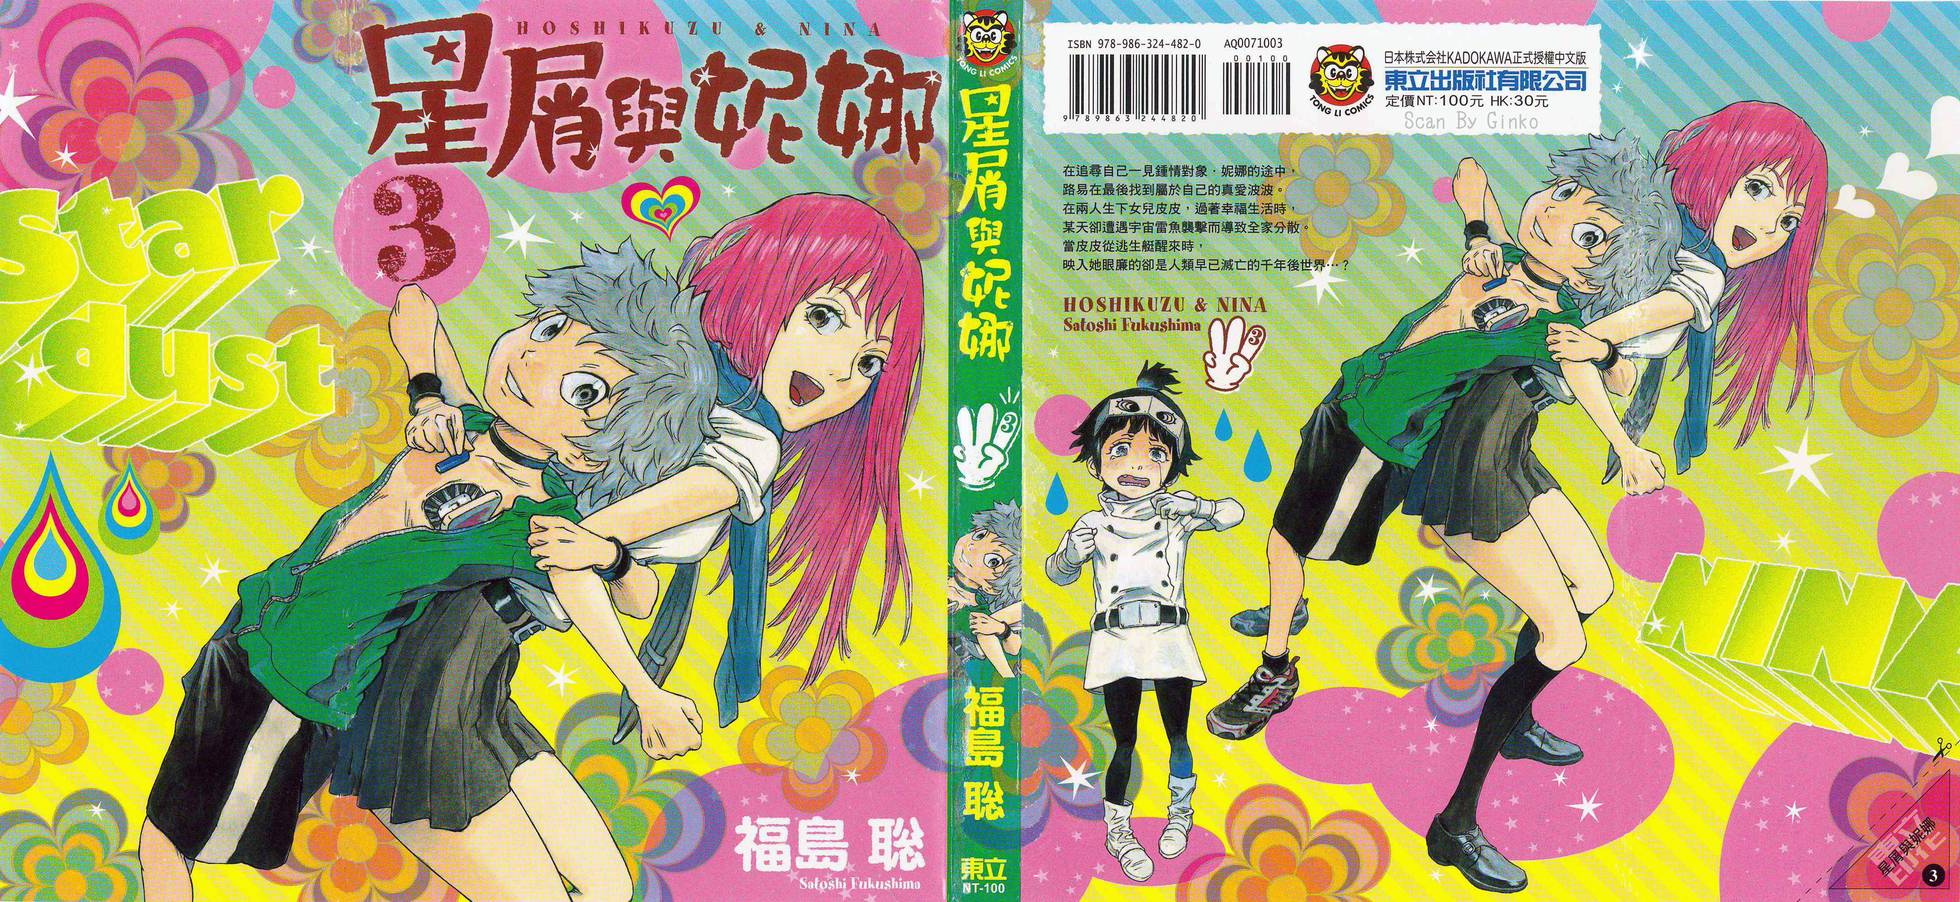 HOSHIKUZU & NINA
星屑與妮娜
3
Star
dust
福島 聡
Satoshi Fukushima
TONG LI COMICS
星屑與妮娜
3
福島 聡
東立
NT-100
ISBN 978-986-324-482-0
AQ0071003
00100
9789863244820
TONG LI COMICS
日本株式会社KADOKAWA正式授權中文版
東立出版社有限公司
定價NT:100元 HK:30元
Scan By Ginko
在追尋自己一見鍾情對象．妮娜的途中，
路易在最後找到屬於自己的真愛波波。
在兩人生下女兒皮皮，過著幸福生活時，
某天卻遭遇宇宙雷魚襲擊而導致全家分散。
當皮皮從逃生艇醒來時，
映入她眼簾的卻是人類早已滅亡的千年後世界…？
HOSHIKUZU & NINA
Satoshi Fukushima
3
NINA
星屑與妮娜
3